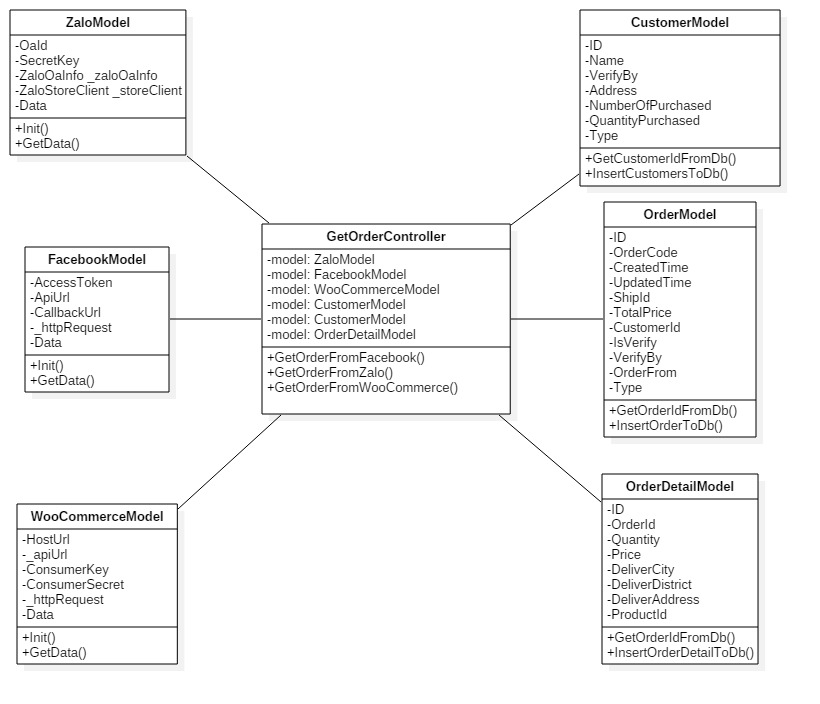 ZaloModel
-OaId
-SecretKey
-ZaloOaInfo _zaloOaInfo
-ZaloStoreClient _storeClient
-Data
+Init()
+GetData()
CustomerModel
-ID
-Name
-VerifyBy
-Address
-NumberOfPurchased
-QuantityPurchased
-Type
+GetCustomerIdFromDb()
+InsertCustomersToDb()
FacebookModel
-AccessToken
-ApiUrl
-CallbackUrl
-_httpRequest
-Data
+Init()
+GetData()
GetOrderController
-model: ZaloModel
-model: FacebookModel
-model: WooCommerceModel
-model: CustomerModel
-model: CustomerModel
-model: OrderDetailModel
+GetOrderFromFacebook()
+GetOrderFromZalo()
+GetOrderFromWooCommerce()
OrderModel
-ID
-OrderCode
-CreatedTime
-UpdatedTime
-ShipId
-TotalPrice
-CustomerId
-IsVerify
-VerifyBy
-OrderFrom
-Type
+GetOrderIdFromDb()
+InsertOrderToDb()
WooCommerceModel
-HostUrl
-_apiUrl
-ConsumerKey
-ConsumerSecret
-_httpRequest
-Data
+Init()
+GetData()
OrderDetailModel
-ID
-OrderId
-Quantity
-Price
-DeliverCity
-DeliverDistrict
-DeliverAddress
-ProductId
+GetOrderIdFromDb()
+InsertOrderDetailToDb()